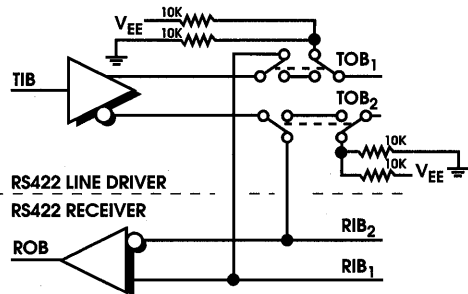 10K
VEE
10K
TOB1
TIB
TOB2
10K
10K
VEE
RS422 LINE DRIVER
RS422 RECEIVER
RIB2
ROB
RIB1